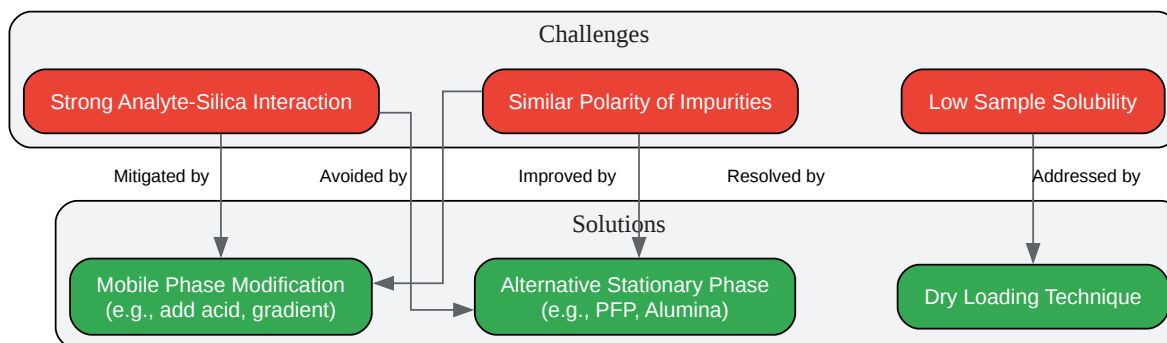 Challenges
Strong Analyte-Silica Interaction
Similar Polarity of Impurities
Low Sample Solubility
Mitigated by
Avoided by
Improved by
Resolved by
Addressed by
Solutions
Mobile Phase Modification
(e.g., add acid, gradient)
Alternative Stationary Phase
(e.g., PFP, Alumina)
Dry Loading Technique